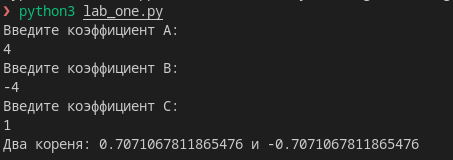 ❯ python3 lab_one.py
Введите коэффициент A:
4
Введите коэффициент B:
-4
Введите коэффициент C:
1
Два кореня: 0.7071067811865476 и -0.7071067811865476